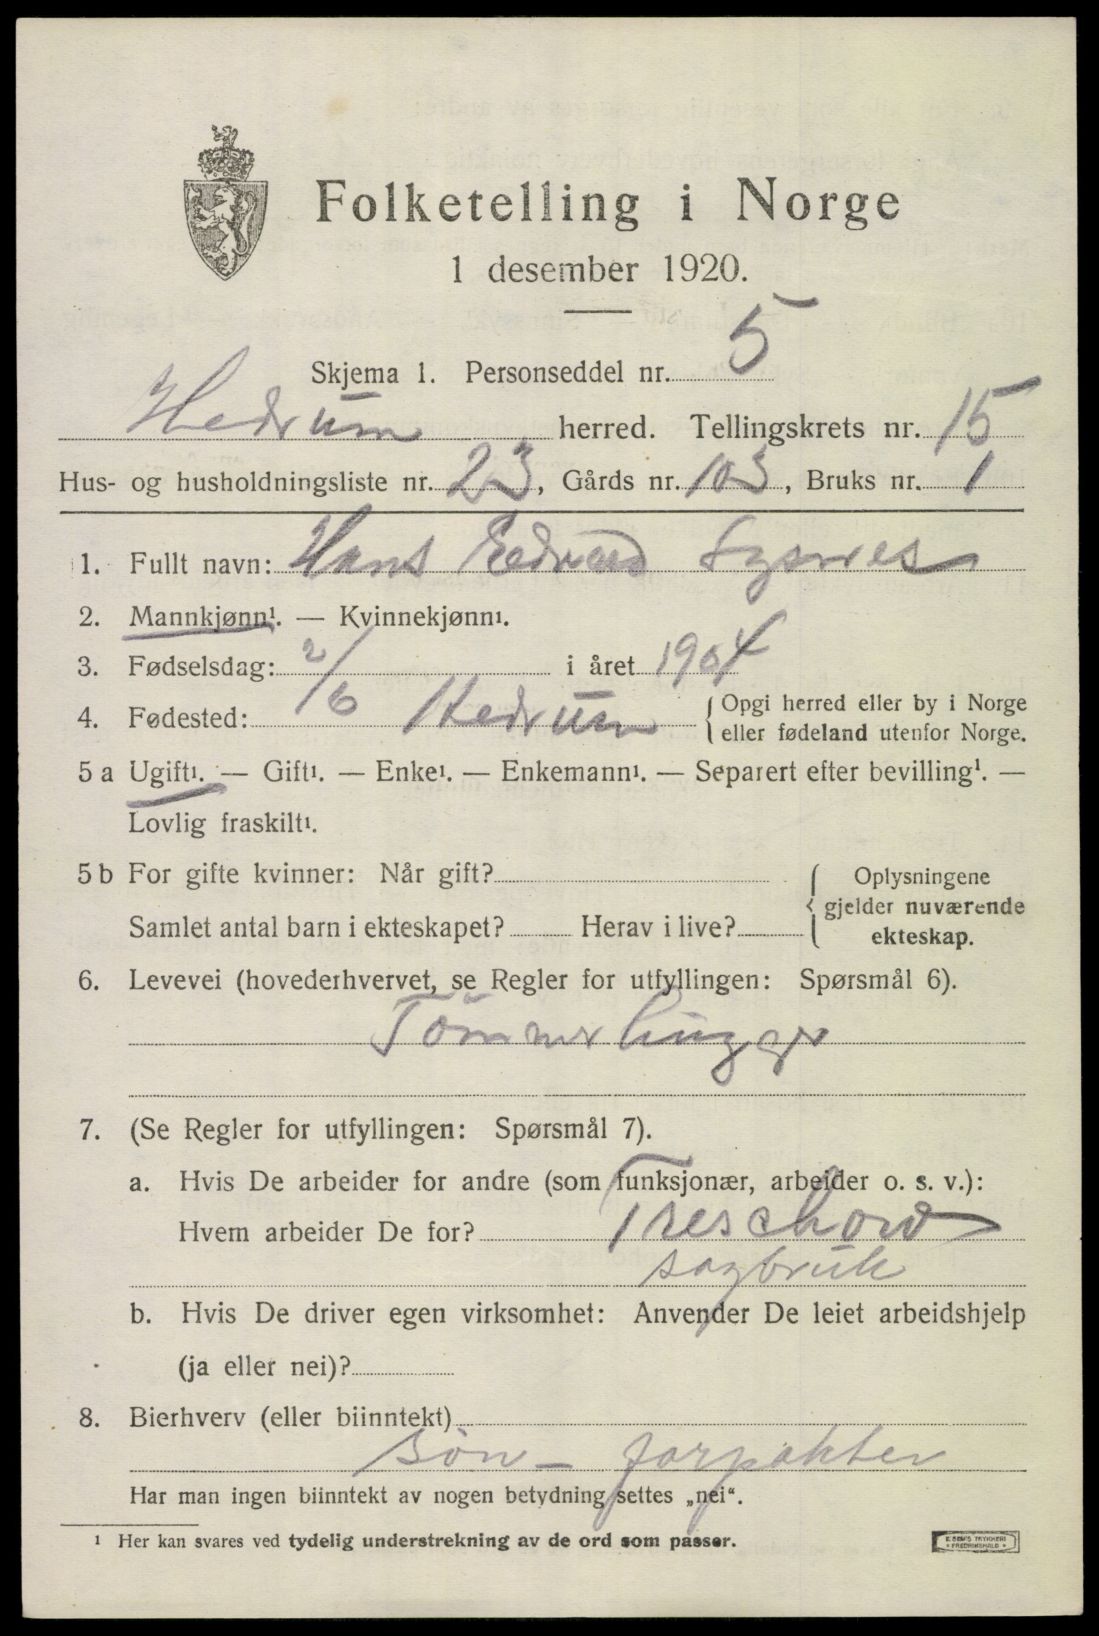 Folketelling i Norge
1 desember 1920.
Skjema 1. Personseddel nr. 5
Hedrum herred. Tellingskrets nr. 15
Hus- og husholdningsliste nr. 23, Gårds nr. 103, Bruks nr. 1
1. Fullt navn: Hans Edvard
2. Mannkjønn¹. — Kvinnekjønn¹.
3. Fødselsdag: 2/6 i året 1904
4. Fødested: Hedrum { Opgi herred eller by i Norge
eller fødeland utenfor Norge.
5 a Ugift¹. — Gift¹. — Enke¹. — Enkemann¹. — Separert efter bevilling¹. —
Lovlig fraskilt¹.
5 b For gifte kvinner: Når gift? { Oplysningene
gjelder nuværende
Samlet antal barn i ekteskapet? Herav i live?
ekteskap.
6. Levevei (hovederhvervet, se Regler for utfyllingen: Spørsmål 6).
Tømmerhugger
7. (Se Regler for utfyllingen: Spørsmål 7).
a. Hvis De arbeider for andre (som funksjonær, arbeider o. s. v.):
Hvem arbeider De for? Treschow
sagbruk
b. Hvis De driver egen virksomhet: Anvender De leiet arbeidshjelp
(ja eller nei)?
8. Bierhverv (eller biinntekt)
søn — forpakter
Har man ingen biinntekt av nogen betydning settes „nei“.
¹ Her kan svares ved tydelig understrekning av de ord som passer.